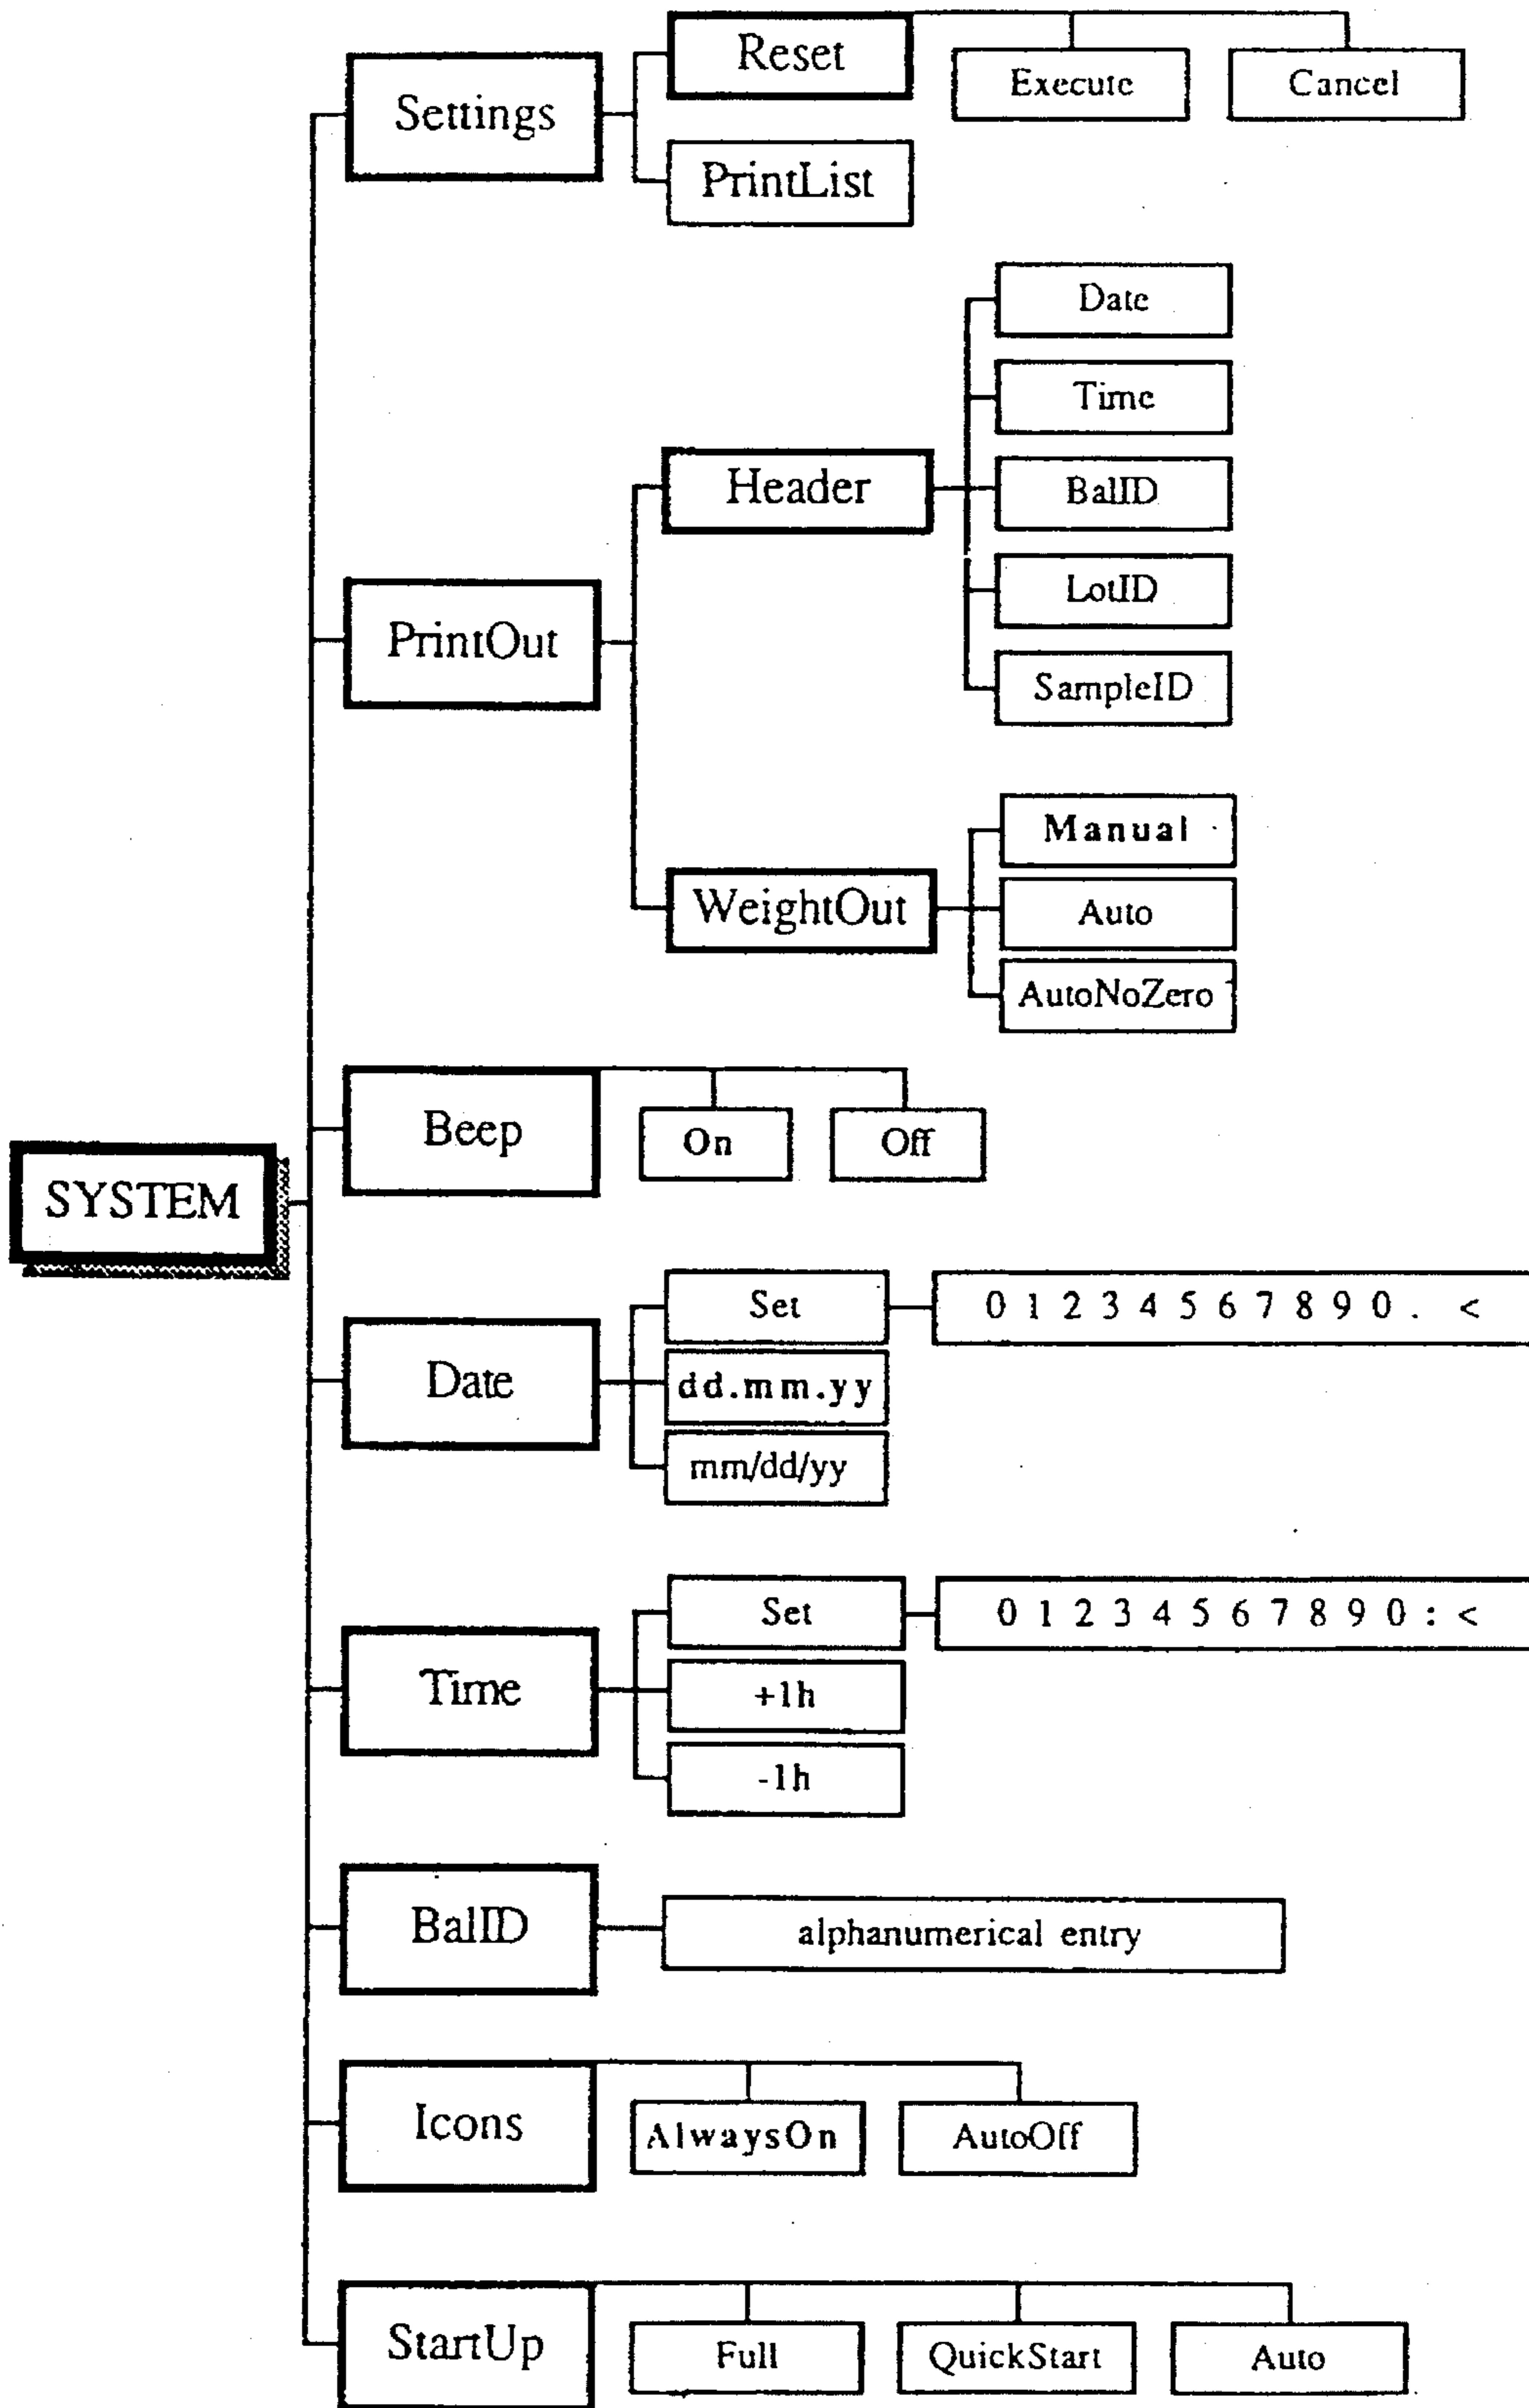 Reset
Execute
Cancel
Settings
PrintList
Date
Time
Header
BalID
LotID
PrintOut
SampleID
Manual
WeightOut
Auto
AutoNoZero
Beep
On
Off
SYSTEM
Set
0 1 2 3 4 5 6 7 8 9 0 . <
Date
dd.mm.yy
mm/dd/yy
Set
0 1 2 3 4 5 6 7 8 9 0 : <
Time
+1h
-1h
BalID
alphanumerical entry
Icons
AlwaysOn
AutoOff
StartUp
Full
QuickStart
Auto